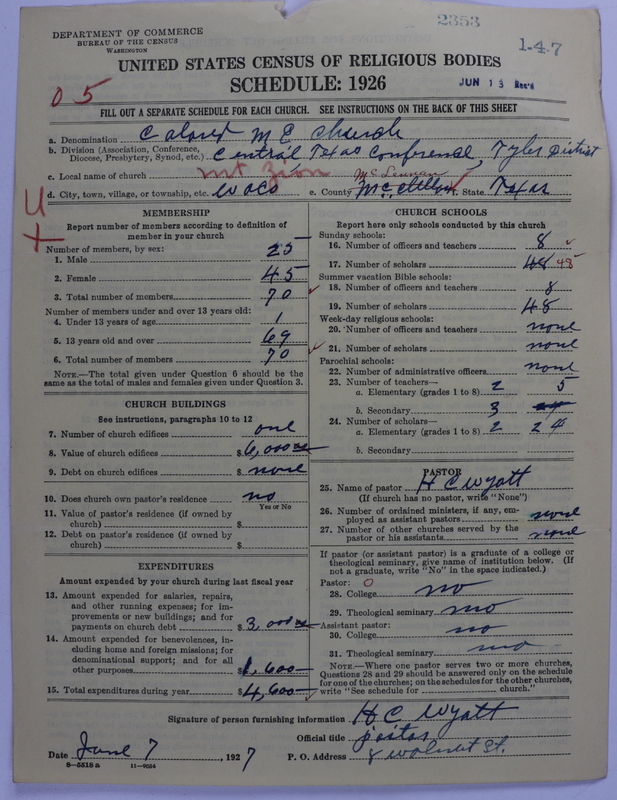 2353
DEPARTMENT OF COMMERCE
BUREAU OF THE CENSUS
WASHINGTON
1-4-7
UNITED STATES CENSUS OF RELIGIOUS BODIES
SCHEDULE: 1926
JUN 13 Rec'd
05
FILL OUT A SEPARATE SCHEDULE FOR EACH CHURCH. SEE INSTRUCTIONS ON THE BACK OF THIS SHEET
a. Denomination Colored M E Church
b. Division (Association, Conference, Diocese, Presbytery, Synod, etc.) Central Texas Conference, Tyler District
c. Local name of church Mt Zion
McLennan
d. City, town, village, or township, etc. Waco e. County State Texas
MEMBERSHIP
Report number of members according to definition of member in your church
Number of members, by sex:
1. Male 25
2. Female 45
3. Total number of members 70
Number of members under and over 13 years old:
4. Under 13 years of age 1
5. 13 years old and over 69
6. Total number of members 70
NOTE.—The total given under Question 6 should be the same as the total of males and females given under Question 3.
CHURCH BUILDINGS
See instructions, paragraphs 10 to 12
7. Number of church edifices one
8. Value of church edifices $ 6,000
9. Debt on church edifices $ none
10. Does church own pastor's residence no
Yes or No
11. Value of pastor's residence (if owned by church) $
12. Debt on pastor's residence (if owned by church) $
EXPENDITURES
Amount expended by your church during last fiscal year
13. Amount expended for salaries, repairs, and other running expenses; for improvements or new buildings; and for payments on church debt $ 3,000
14. Amount expended for benevolences, including home and foreign missions; for denominational support; and for all other purposes $ 1,600
15. Total expenditures during year $ 4,600
CHURCH SCHOOLS
Report here only schools conducted by this church
Sunday schools:
16. Number of officers and teachers 8
17. Number of scholars 48 48
Summer vacation Bible schools:
18. Number of officers and teachers 8
19. Number of scholars 48
Week-day religious schools:
20. Number of officers and teachers none
21. Number of scholars none
Parochial schools:
22. Number of administrative officers none
23. Number of teachers—
a. Elementary (grades 1 to 8) 2 5
b. Secondary 3
24. Number of scholars—
a. Elementary (grades 1 to 8) 2 24
b. Secondary
PASTOR
25. Name of pastor H C Wyatt
(If church has no pastor, write "None")
26. Number of ordained ministers, if any, employed as assistant pastors none
27. Number of other churches served by the pastor or his assistants none
If pastor (or assistant pastor) is a graduate of a college or theological seminary, give name of institution below. (If not a graduate, write "No" in the space indicated.)
Pastor: 0
28. College no
29. Theological seminary no
Assistant pastor:
30. College no
31. Theological seminary no
NOTE.—Where one pastor serves two or more churches, Questions 28 and 29 should be answered only on the schedule for one of the churches; on the schedules for the other churches, write "See schedule for church."
Signature of person furnishing information H C Wyatt
Official title pastor
Date June 7, 1927 P. O. Address 8 Walnut St.
8—5518 a 11—9024